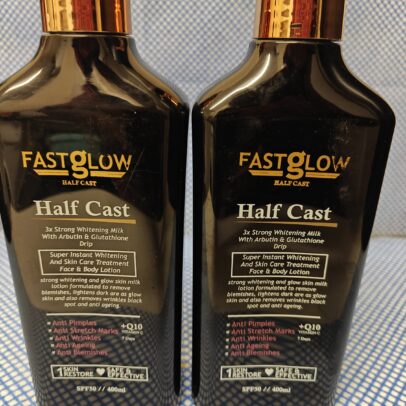 FASTgLOW
HALF CAST
Half Cast
3x Strong Whitening Milk
With Arbutin & Glutathione
Drip
Super Instant Whitening
And Skin Care Treatment
Face & Body Lotion
strong whitening and glow skin milk
lotion formulated to remove
blemishes, lightens dark are as glow
skin and also removes wrinkles black
spot and anti ageing.
Anti Pimples
Anti Stretch Marks
Anti Wrinkles
Anti Ageing
Anti Blemishes
+Q10
7 Days
1 SKIN RESTORE
SAFE & EFFECTIVE
SPF30 // 400ml
FASTgLOW
HALF CAST
Half Cast
3x Strong Whitening Milk
With Arbutin & Glutathione
Drip
Super Instant Whitening
And Skin Care Treatment
Face & Body Lotion
strong whitening and glow skin milk
lotion formulated to remove
blemishes, lightens dark are as glow
skin and also removes wrinkles black
spot and anti ageing.
Anti Pimples
Anti Stretch Marks
Anti Wrinkles
Anti Ageing
Anti Blemishes
+Q10
7 Days
1 SKIN RESTORE
SAFE & EFFECTIVE
SPF30 // 400ml